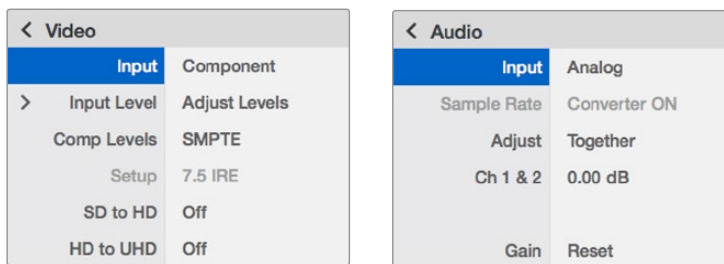 < Video
Input Component
> Input Level Adjust Levels
Comp Levels SMPTE
Setup 7.5 IRE
SD to HD Off
HD to UHD Off
< Audio
Input Analog
Sample Rate Converter ON
Adjust Together
Ch 1 & 2 0.00 dB
Gain Reset